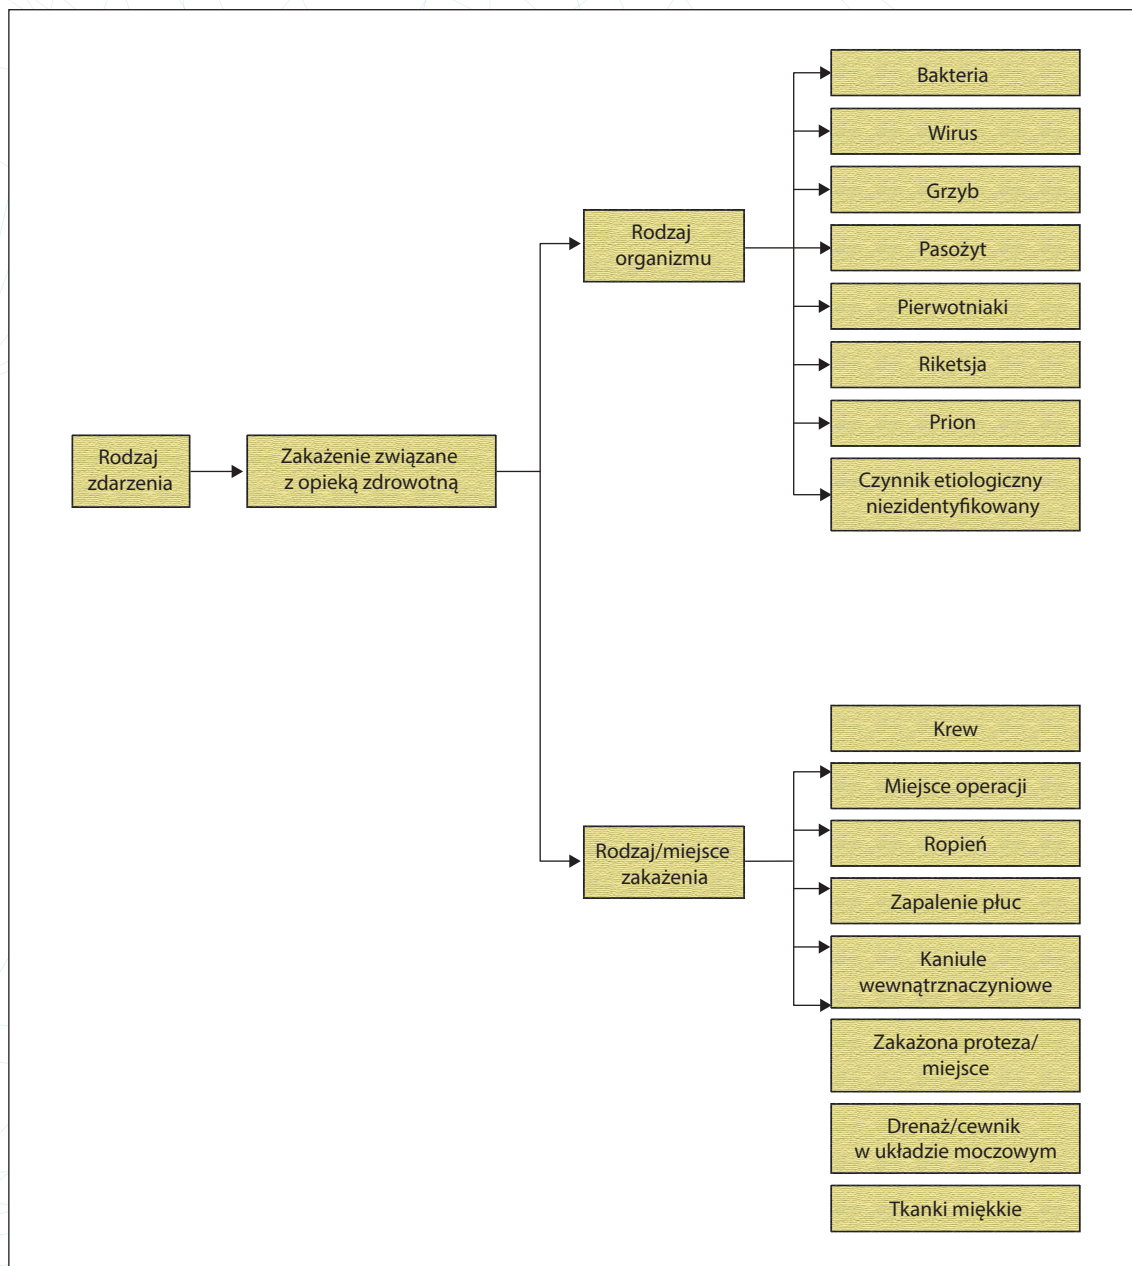 Rodzaj
zdarzenia
Zakażenie związane
z opieką zdrowotną
Rodzaj
organizmu
Bakteria
Wirus
Grzyb
Pasożyt
Pierwotniaki
Riketsja
Prion
Czynnik etiologiczny
niezidentyfikowany
Rodzaj/miejsce
zakażenia
Krew
Miejsce operacji
Ropień
Zapalenie płuc
Kaniule
wewnątrznaczyniowe
Zakażona proteza/
miejsce
Drenaż/cewnik
w układzie moczowym
Tkanki miękkie